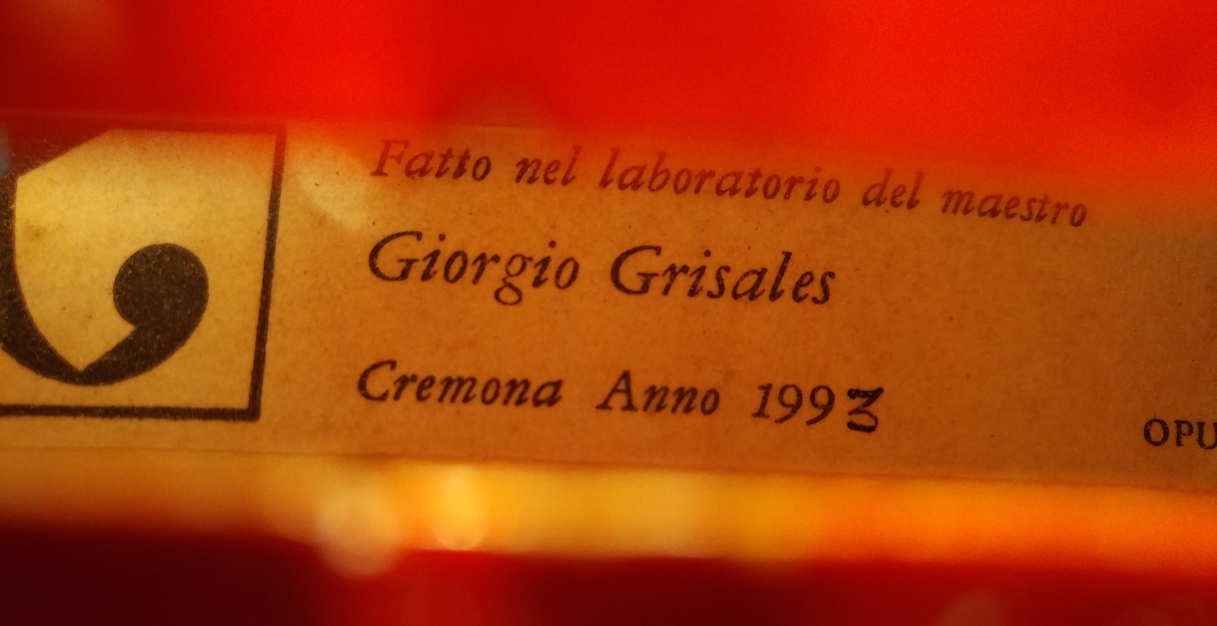 Fatto nel laboratorio del maestro
Giorgio Grisales
Cremona Anno 1993